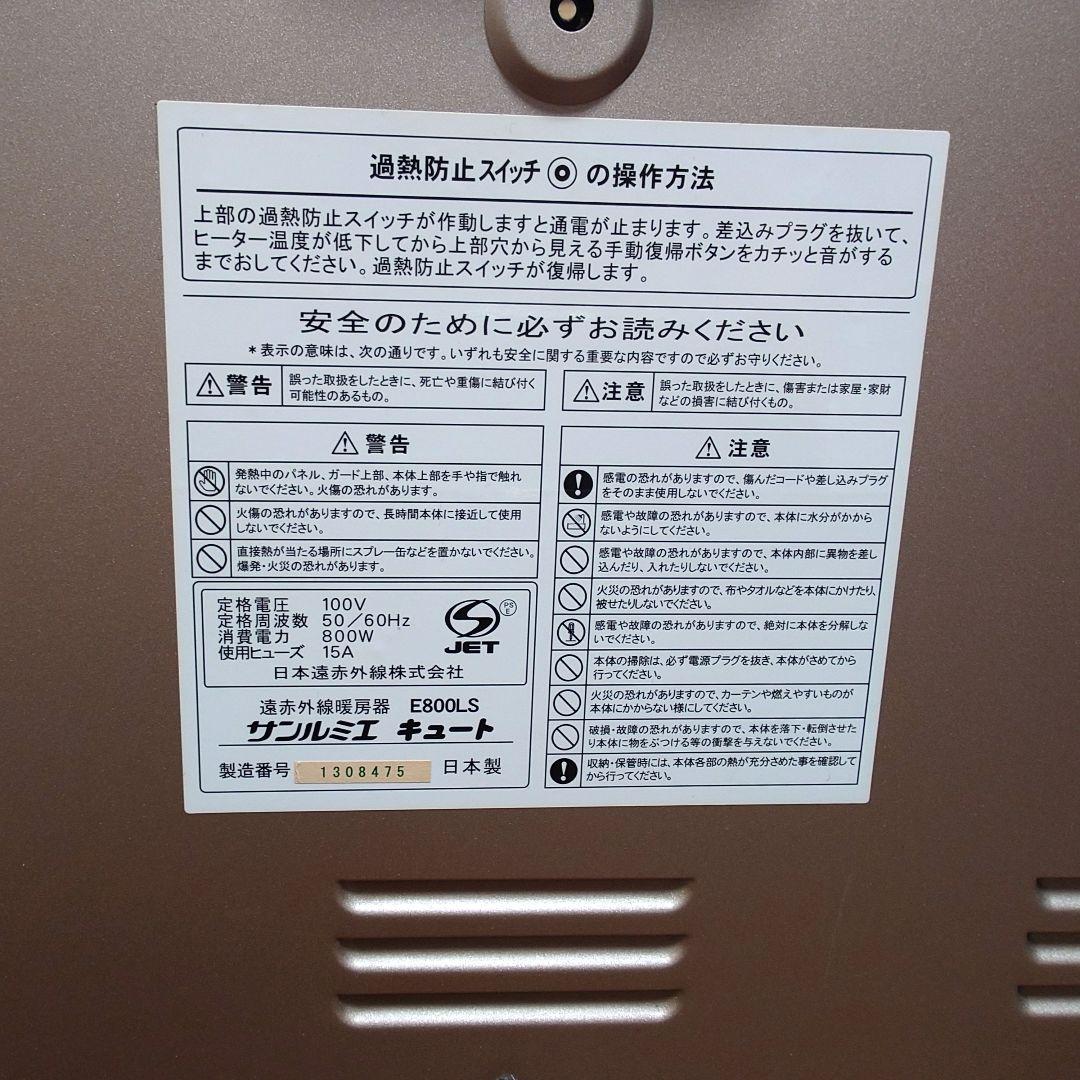 過熱防止スイッチ ◎ の操作方法
上部の過熱防止スイッチが作動しますと通電が止まります。差込みプラグを抜いて、
ヒーター温度が低下してから上部穴から見える手動復帰ボタンをカチッと音がする
までおしてください。過熱防止スイッチが復帰します。
安全のために必ずお読みください
*表示の意味は、次の通りです。いずれも安全に関する重要な内容ですので必ずお守りください。
警告
誤った取扱をしたときに、死亡や重傷に結び付く
可能性のあるもの。
注意
誤った取扱をしたときに、傷害または家屋・家財
などの損害に結び付くもの。
警告
発熱中のパネル、ガード上部、本体上部を手や指で触れ
ないでください。火傷の恐れがあります。
火傷の恐れがありますので、長時間本体に接近して使用
しないでください。
直接熱が当たる場所にスプレー缶などを置かないでください。
爆発・火災の恐れがあります。
定格電圧 100V
定格周波数 50/60Hz
消費電力 800W
使用ヒューズ 15A
PS
E
JET
日本遠赤外線株式会社
遠赤外線暖房器 E800LS
サンルミエ キュート
製造番号 1308475 日本製
注意
感電の恐れがありますので、傷んだコードや差し込みプラグ
をそのまま使用しないでください。
感電や故障の恐れがありますので、本体に水分がかから
ないようにしてください。
感電や故障の恐れがありますので、本体内部に異物を差し
込んだり、入れたりしないでください。
火災の恐れがありますので、布やタオルなどを本体にかけたり、
被せたりしないでください。
感電や故障の恐れがありますので、絶対に本体を分解しな
いでください。
本体の掃除は、必ず電源プラグを抜き、本体がさめてから
行ってください。
火災の恐れがありますので、カーテンや燃えやすいものが
本体にかからない様にしてください。
破損・故障の恐れがありますので、本体を落下・転倒させた
り本体に物をぶつける等の衝撃を与えないでください。
収納・保管時には、本体各部の熱が充分さめた事を確認して
から行ってください。